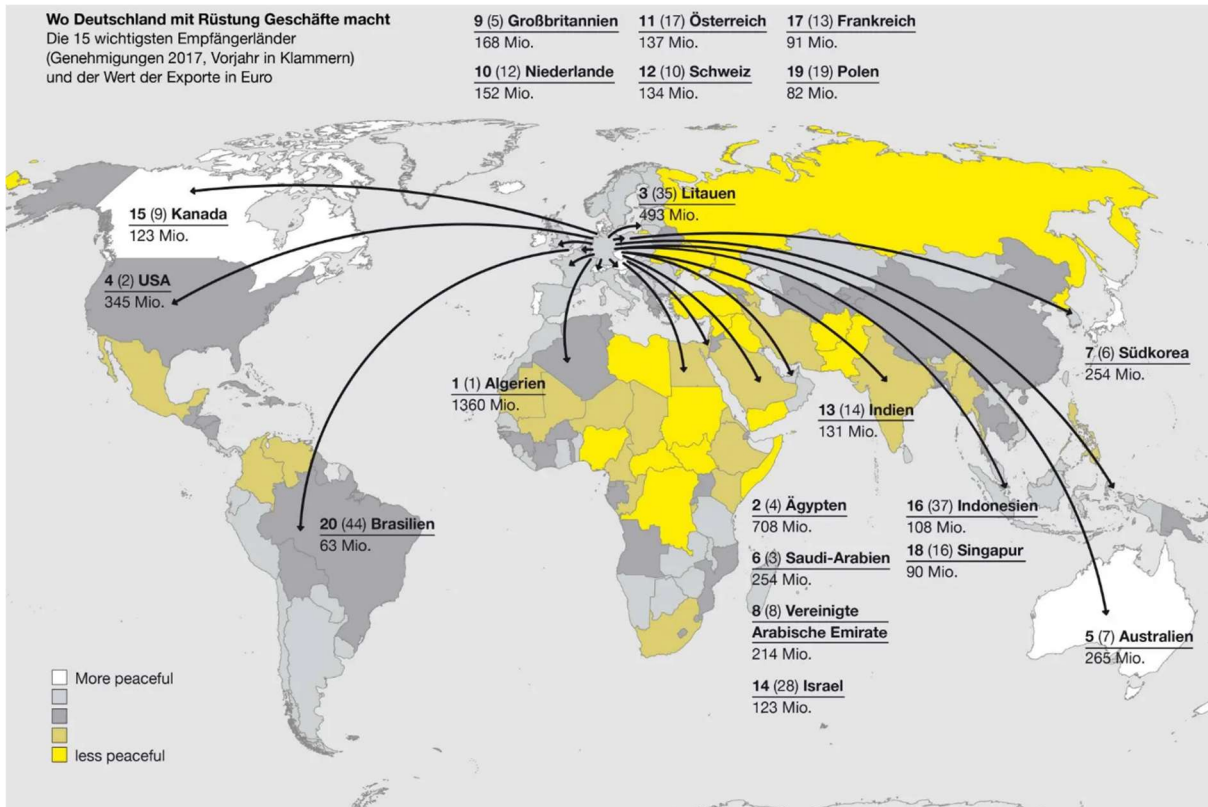 Wo Deutschland mit Rüstung Geschäfte macht
Die 15 wichtigsten Empfängerländer
(Genehmigungen 2017, Vorjahr in Klammern)
und der Wert der Exporte in Euro
9 (5) Großbritannien
168 Mio.
10 (12) Niederlande
152 Mio.
11 (17) Österreich
137 Mio.
12 (10) Schweiz
134 Mio.
17 (13) Frankreich
91 Mio.
19 (19) Polen
82 Mio.
3 (35) Litauen
493 Mio.
15 (9) Kanada
123 Mio.
4 (2) USA
345 Mio.
7 (6) Südkorea
254 Mio.
1 (1) Algerien
1360 Mio.
13 (14) Indien
131 Mio.
20 (44) Brasilien
63 Mio.
2 (4) Ägypten
708 Mio.
6 (3) Saudi-Arabien
254 Mio.
8 (8) Vereinigte
Arabische Emirate
214 Mio.
14 (28) Israel
123 Mio.
16 (37) Indonesien
108 Mio.
18 (16) Singapur
90 Mio.
5 (7) Australien
265 Mio.
More peaceful
less peaceful